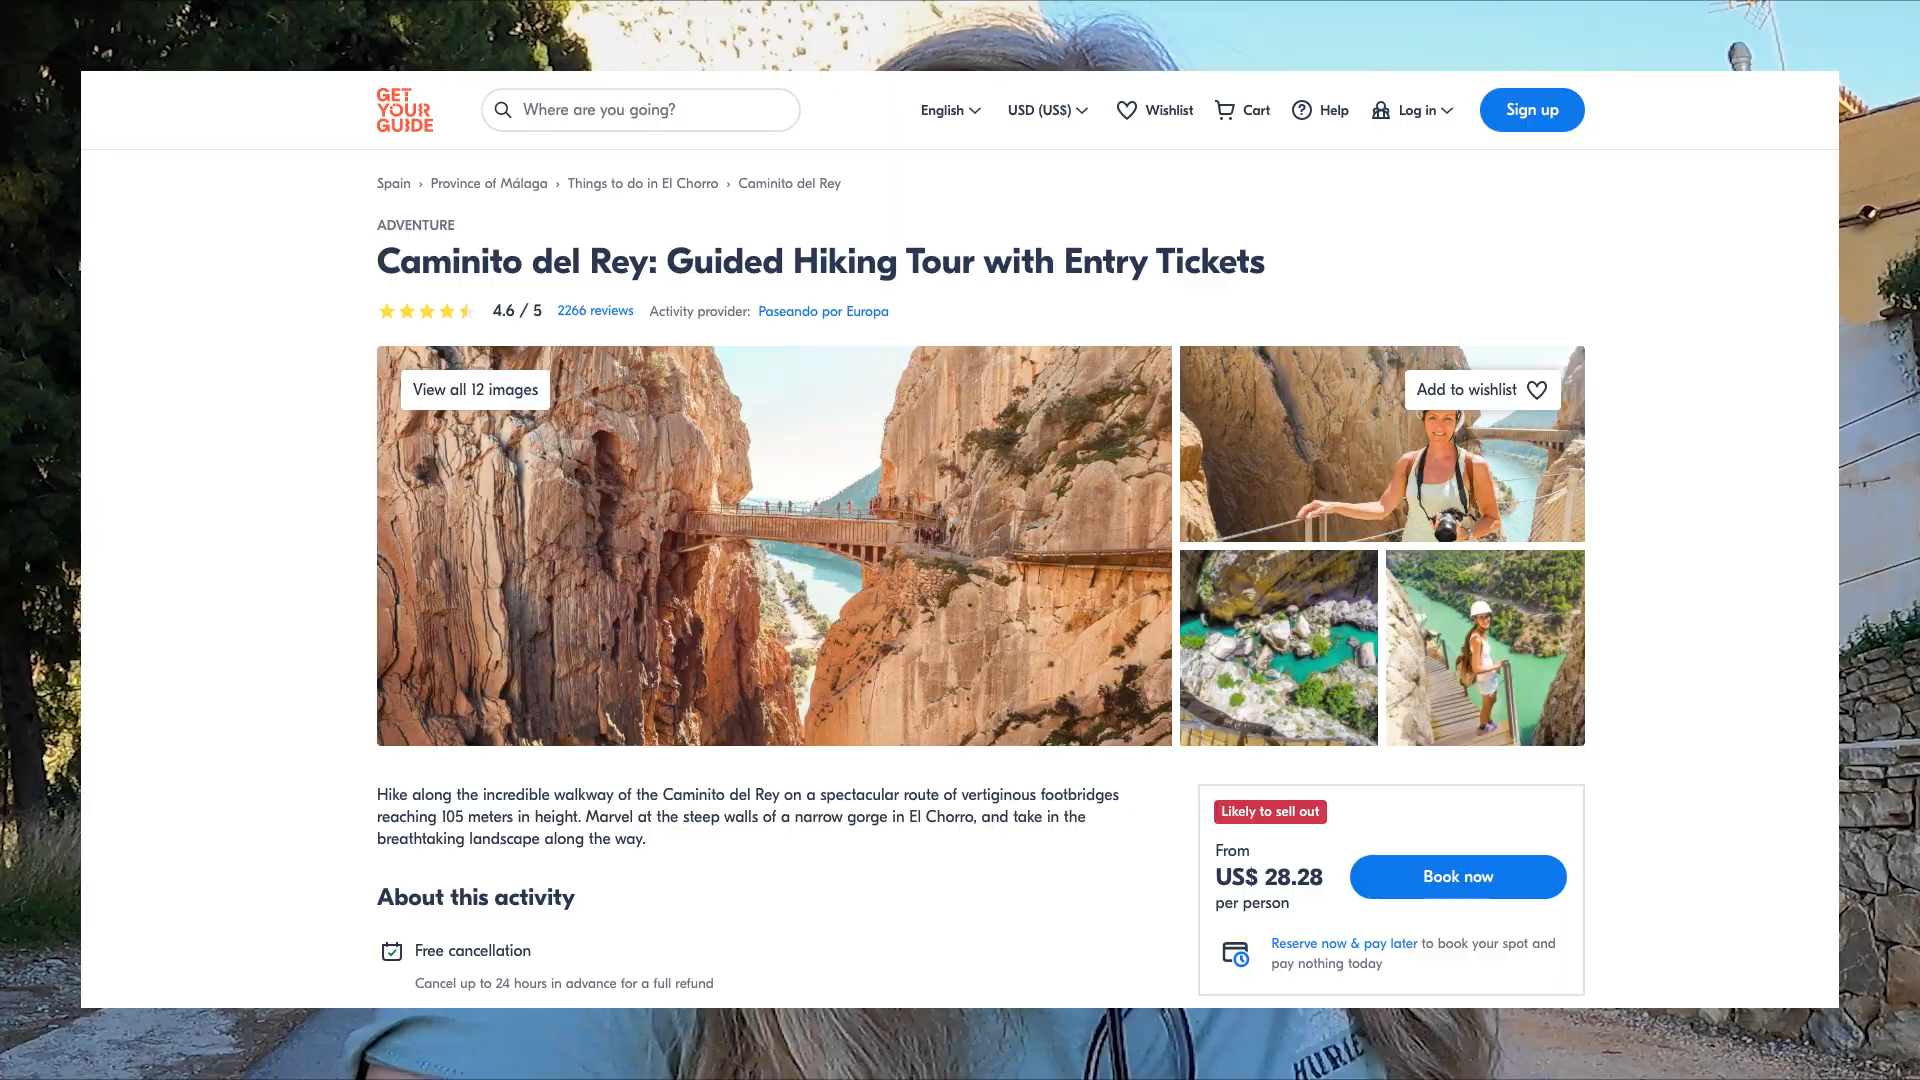 GET
YOUR
GUIDE
Where are you going?
English
USD (US$)
Wishlist
Cart
Help
Log in
Sign up
Spain › Province of Málaga › Things to do in El Chorro › Caminito del Rey
ADVENTURE
Caminito del Rey: Guided Hiking Tour with Entry Tickets
4.6 / 5 2266 reviews Activity provider: Paseando por Europa
View all 12 images
Add to wishlist
Hike along the incredible walkway of the Caminito del Rey on a spectacular route of vertiginous footbridges
reaching 105 meters in height. Marvel at the steep walls of a narrow gorge in El Chorro, and take in the
breathtaking landscape along the way.
About this activity
Free cancellation
Cancel up to 24 hours in advance for a full refund
Likely to sell out
From
US$ 28.28
per person
Book now
Reserve now & pay later to book your spot and
pay nothing today